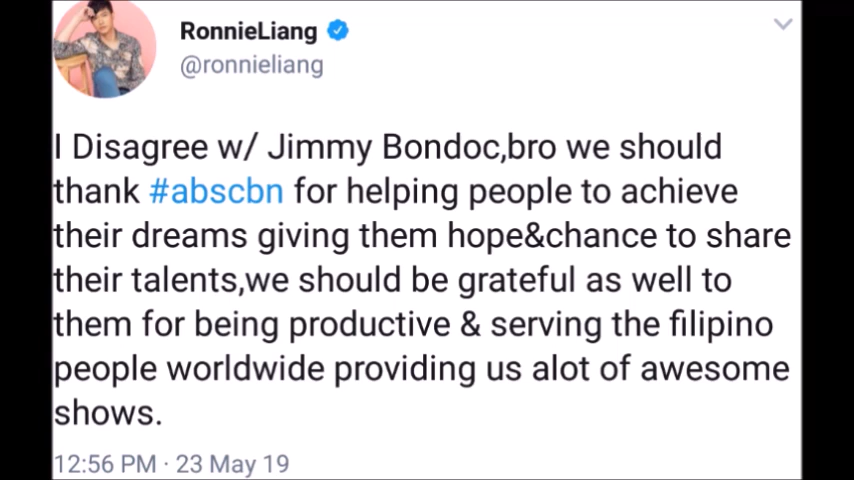 RonnieLiang
@ronnieliang
I Disagree w/ Jimmy Bondoc,bro we should
thank #abscbn for helping people to achieve
their dreams giving them hope&chance to share
their talents,we should be grateful as well to
them for being productive & serving the filipino
people worldwide providing us alot of awesome
shows.
12:56 PM · 23 May 19